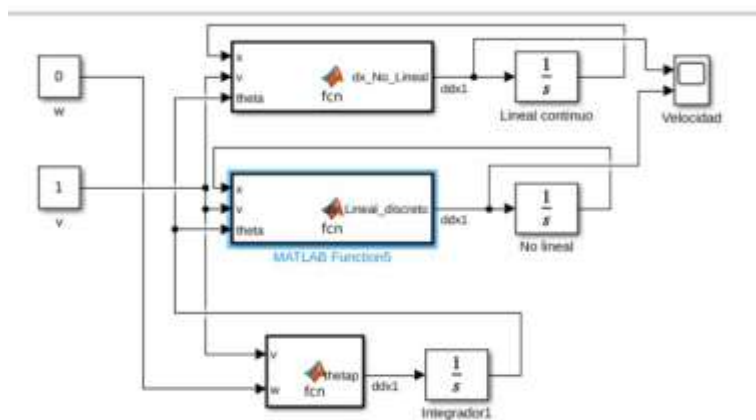 0
w
1
v
x
v
theta
fcn
dx_No_Lineal
ddx1
1
s
Lineal continuo
Velocidad
x
v
theta
fcn
Lineal_discreto
ddx1
1
s
No lineal
MATLAB Function5
v
w
fcn
thetap
ddx1
1
s
Integrador1